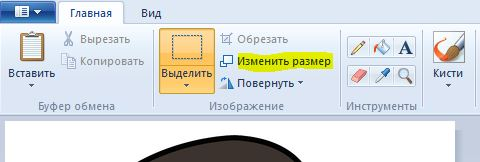 Главная Вид
Вставить
Вырезать
Копировать
Буфер обмена
Выделить
Обрезать
Изменить размер
Повернуть
Изображение
A
Инструменты
Кисти